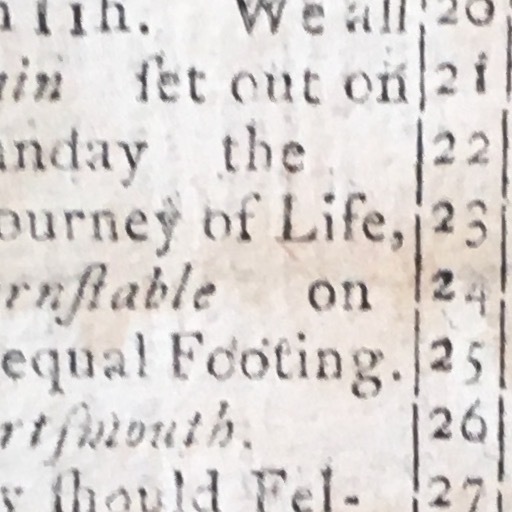 We all 20
in ſet out on 21
nday the 22
ourney of Life, 23
rnſtable on 24
equal Footing. 25
rtſmouth. 26
ſhould Fel- 27